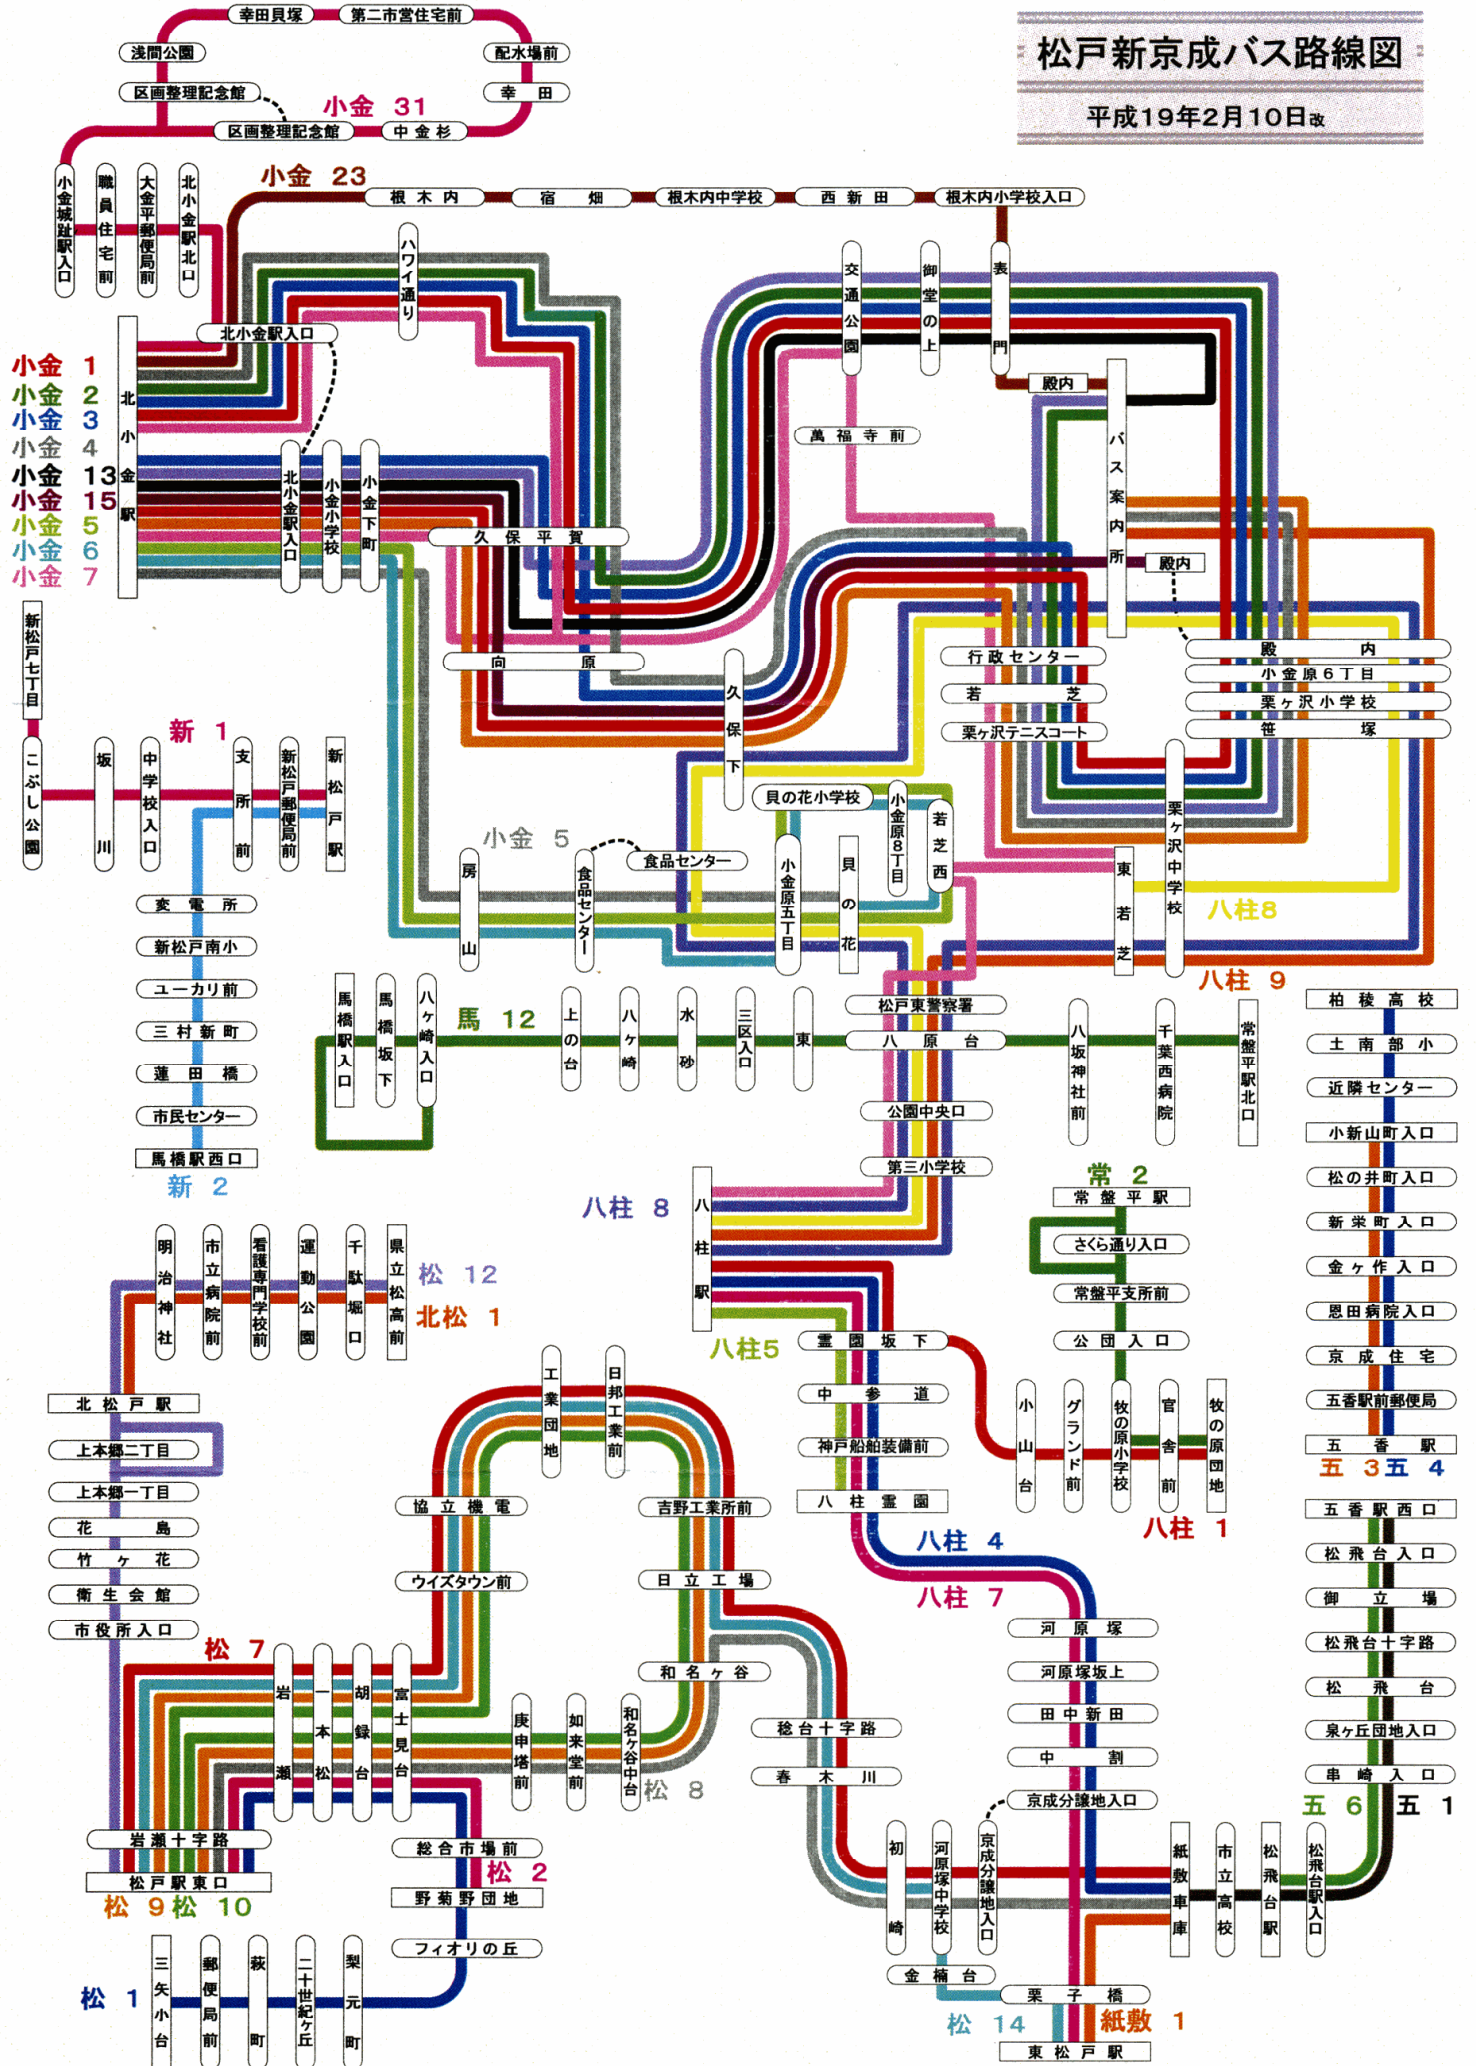 松戸新京成バス路線図
平成19年2月10日改
幸田貝塚
第二市営住宅前
浅間公園
配水場前
区画整理記念館
幸田
小金 31
区画整理記念館
中金杉
小金城趾駅入口
職員住宅前
大金平郵便局前
北小金駅北口
小金 23
根木内
宿畑
根木内中学校
西新田
根木内小学校入口
ハワイ通り
交通公園
御堂の上
表門
北小金駅入口
小金 1
小金 2
小金 3
小金 4
小金 13
小金 15
小金 5
小金 6
小金 7
北小金駅
殿内
バス案内所
萬福寺前
北小金駅入口
小金小学校
小金下町
久保平賀
殿内
新松戸七丁目
向原
久保下
行政センター
若芝
栗ヶ沢テニスコート
殿内
小金原6丁目
栗ヶ沢小学校
笹塚
新 1
こぶし公園
坂川
中学校入口
支所前
新松戸郵便局前
新松戸駅
栗ヶ沢中学校
貝の花小学校
小金原8丁目
若芝西
小金 5
食品センター
房山
食品センター
小金原五丁目
貝の花
東若芝
八柱8
変電所
新松戸南小
ユーカリ前
三村新町
蓮田橋
市民センター
馬橋駅西口
新 2
八柱 9
馬橋駅入口
馬橋坂下
八ヶ崎入口
馬 12
上の台
八ヶ崎
水砂
三区入口
東
松戸東警察署
八原台
八坂神社前
千葉西病院
常盤平駅北口
公園中央口
第三小学校
柏稜高校
土南部小
近隣センター
小新山町入口
松の井町入口
新栄町入口
金ヶ作入口
恩田病院入口
京成住宅
五香駅前郵便局
五香駅
五 3
五 4
八柱 8
八柱駅
常 2
常盤平駅
さくら通り入口
常盤平支所前
公団入口
明治神社
市立病院前
看護専門学校前
運動公園
千駄堀口
県立松高前
松 12
北松 1
八柱5
霊園坂下
中参道
神戸船舶装備前
八柱霊園
小山台
グランド前
牧の原小学校
官舎前
牧の原団地
八柱 1
北松戸駅
上本郷二丁目
上本郷一丁目
花島
竹ヶ花
衛生会館
市役所入口
工業団地
日邦工業前
協立機電
吉野工業所前
ウイズタウン前
日立工場
八柱 4
八柱 7
五香駅西口
松飛台入口
御立場
松飛台十字路
松飛台
泉ヶ丘団地入口
串崎入口
五 6
五 1
河原塚
河原塚坂上
田中新田
中割
京成分譲地入口
松 7
岩瀬
一本松
胡録台
富士見台
和名ヶ谷
庚申塔前
如来堂前
和名ヶ谷中台
松 8
稔台十字路
春木川
岩瀬十字路
松戸駅東口
松 9
松 10
総合市場前
松 2
野菊野団地
フィオリの丘
初崎
河原塚中学校
京成分譲地入口
紙敷車庫
市立高校
松飛台駅
松飛台駅入口
金楠台
栗子橋
松 14
紙敷 1
東松戸駅
松 1
三矢小台
郵便局前
萩町
二十世紀ヶ丘
梨元町